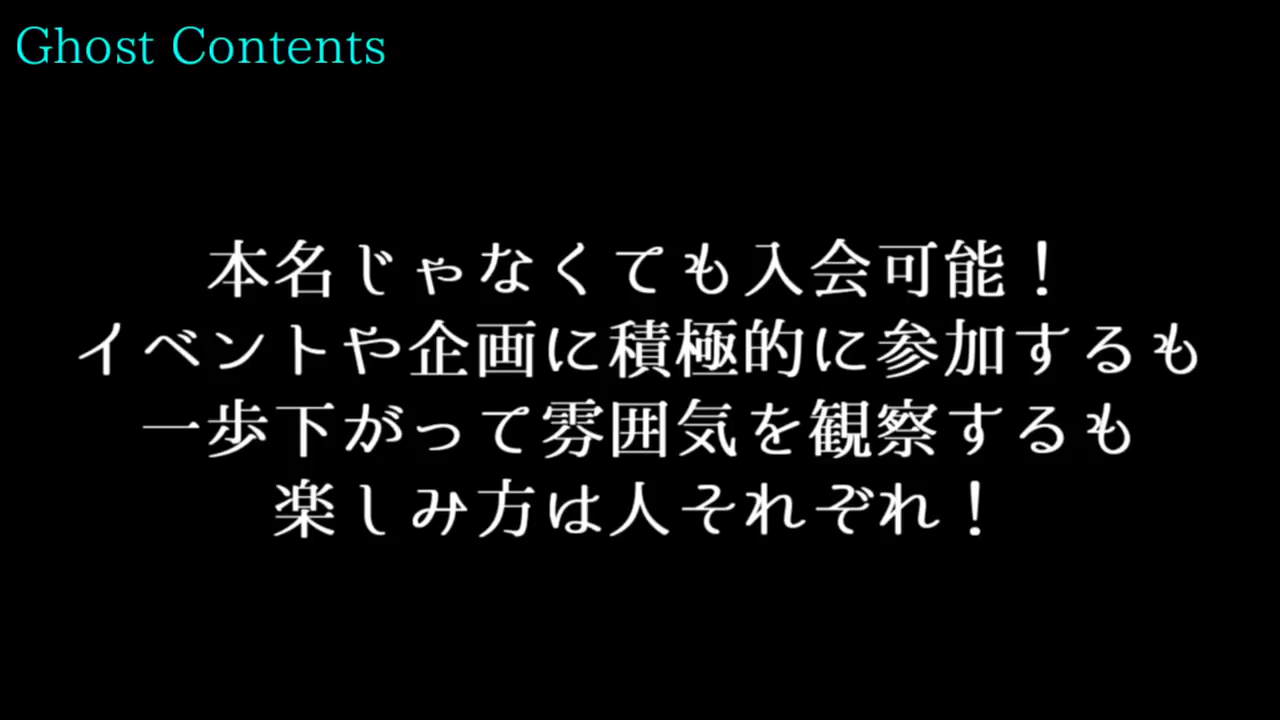 Ghost Contents
本名じゃなくても入会可能！
イベントや企画に積極的に参加するも
一歩下がって雰囲気を観察するも
楽しみ方は人それぞれ！